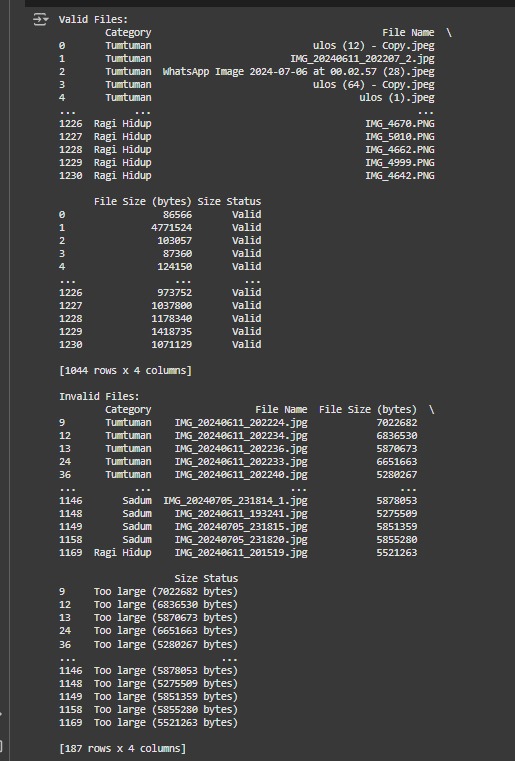 Valid Files:
Category File Name \
0 Tumtuman ulos (12) - Copy.jpeg
1 Tumtuman IMG_20240611_202207_2.jpg
2 Tumtuman WhatsApp Image 2024-07-06 at 00.02.57 (28).jpeg
3 Tumtuman ulos (64) - Copy.jpeg
4 Tumtuman ulos (1).jpeg
... ... ...
1226 Ragi Hidup IMG_4670.PNG
1227 Ragi Hidup IMG_5010.PNG
1228 Ragi Hidup IMG_4662.PNG
1229 Ragi Hidup IMG_4999.PNG
1230 Ragi Hidup IMG_4642.PNG
File Size (bytes) Size Status
0 86566 Valid
1 4771524 Valid
2 103057 Valid
3 87360 Valid
4 124150 Valid
... ... ...
1226 973752 Valid
1227 1037800 Valid
1228 1178340 Valid
1229 1418735 Valid
1230 1071129 Valid
[1044 rows x 4 columns]
Invalid Files:
Category File Name File Size (bytes) \
9 Tumtuman IMG_20240611_202224.jpg 7022682
12 Tumtuman IMG_20240611_202234.jpg 6836530
13 Tumtuman IMG_20240611_202236.jpg 5870673
24 Tumtuman IMG_20240611_202233.jpg 6651663
36 Tumtuman IMG_20240611_202240.jpg 5280267
... ... ... ...
1146 Sadum IMG_20240705_231814_1.jpg 5878053
1148 Sadum IMG_20240611_193241.jpg 5275509
1149 Sadum IMG_20240705_231815.jpg 5851359
1158 Sadum IMG_20240705_231820.jpg 5855280
1169 Ragi Hidup IMG_20240611_201519.jpg 5521263
Size Status
9 Too large (7022682 bytes)
12 Too large (6836530 bytes)
13 Too large (5870673 bytes)
24 Too large (6651663 bytes)
36 Too large (5280267 bytes)
... ...
1146 Too large (5878053 bytes)
1148 Too large (5275509 bytes)
1149 Too large (5851359 bytes)
1158 Too large (5855280 bytes)
1169 Too large (5521263 bytes)
[187 rows x 4 columns]